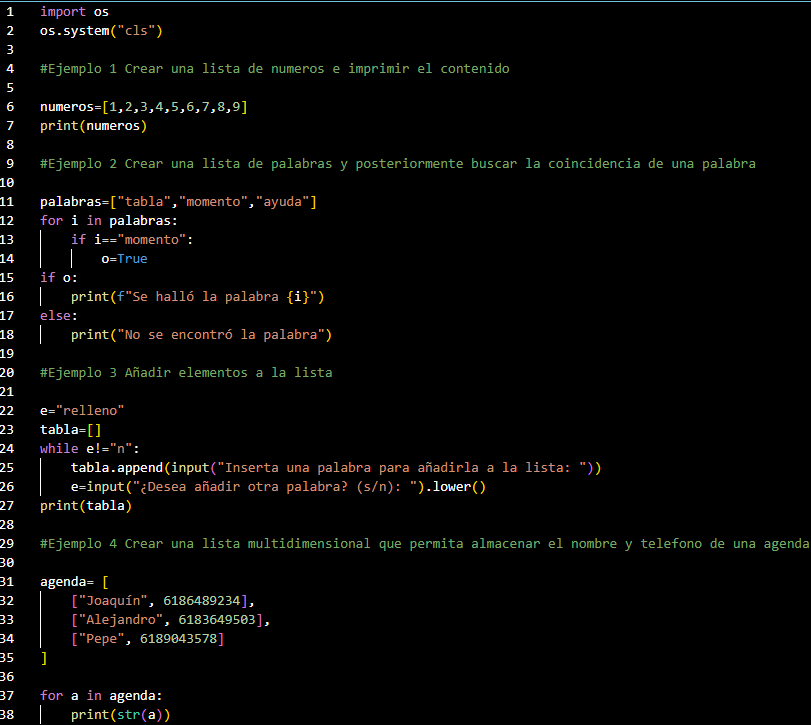 1 import os
2 os.system("cls")
3
4 #Ejemplo 1 Crear una lista de numeros e imprimir el contenido
5
6 numeros=[1,2,3,4,5,6,7,8,9]
7 print(numeros)
8
9 #Ejemplo 2 Crear una lista de palabras y posteriormente buscar la coincidencia de una palabra
10
11 palabras=["tabla","momento","ayuda"]
12 for i in palabras:
13     if i=="momento":
14         o=True
15 if o:
16     print(f"Se halló la palabra {i}")
17 else:
18     print("No se encontró la palabra")
19
20 #Ejemplo 3 Añadir elementos a la lista
21
22 e="relleno"
23 tabla=[]
24 while e!="n":
25     tabla.append(input("Inserta una palabra para añadirla a la lista: "))
26     e=input("¿Desea añadir otra palabra? (s/n): ").lower()
27 print(tabla)
28
29 #Ejemplo 4 Crear una lista multidimensional que permita almacenar el nombre y telefono de una agenda
30
31 agenda= [
32     ["Joaquín", 6186489234],
33     ["Alejandro", 6183649503],
34     ["Pepe", 6189043578]
35 ]
36
37 for a in agenda:
38     print(str(a))